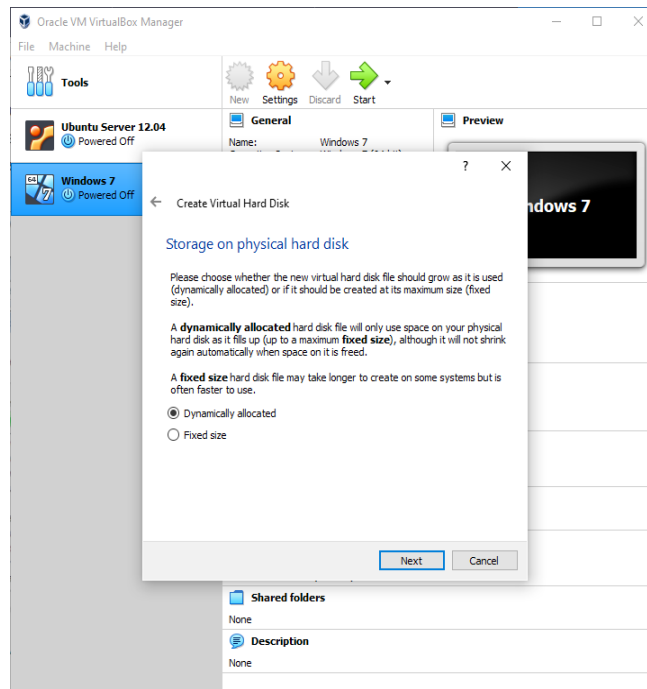 Oracle VM VirtualBox Manager
File Machine Help
Tools
New Settings Discard Start
Ubuntu Server 12.04
Powered Off
64
Windows 7
Powered Off
General
Name: Windows 7
Preview
ndows 7
?
Create Virtual Hard Disk
Storage on physical hard disk
Please choose whether the new virtual hard disk file should grow as it is used
(dynamically allocated) or if it should be created at its maximum size (fixed
size).
A dynamically allocated hard disk file will only use space on your physical
hard disk as it fills up (up to a maximum fixed size), although it will not shrink
again automatically when space on it is freed.
A fixed size hard disk file may take longer to create on some systems but is
often faster to use.
Dynamically allocated
Fixed size
Next Cancel
Shared folders
None
Description
None